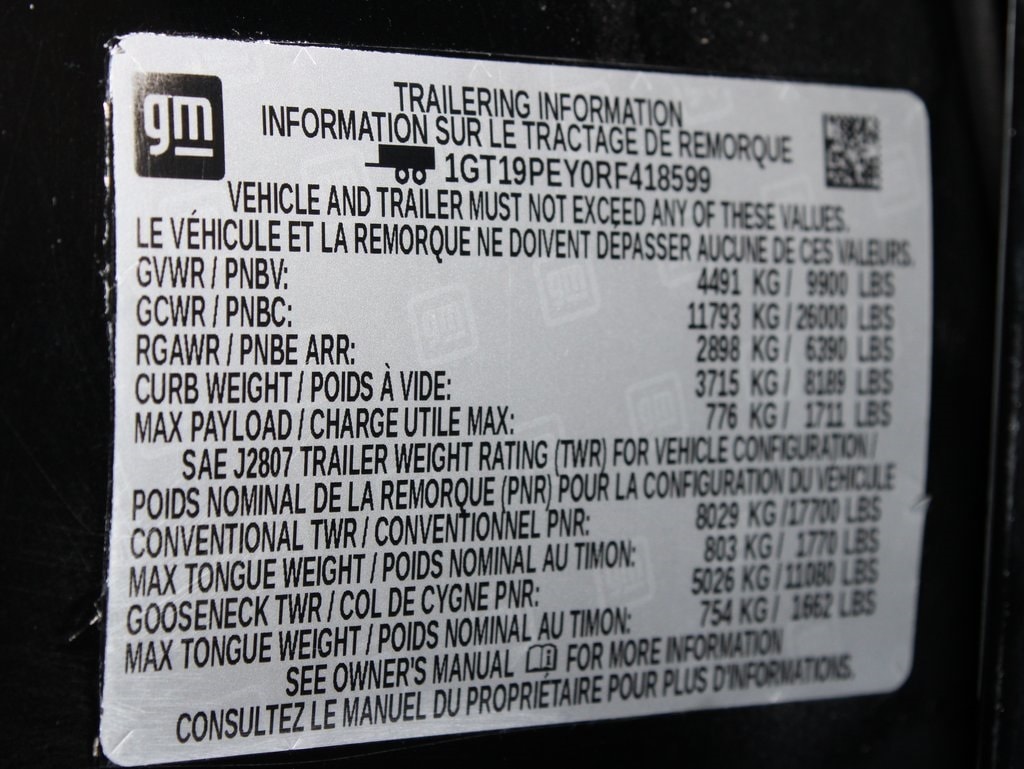 gm
TRAILERING INFORMATION
INFORMATION SUR LE TRACTAGE DE REMORQUE
1GT19PEY0RF418599
VEHICLE AND TRAILER MUST NOT EXCEED ANY OF THESE VALUES.
LE VÉHICULE ET LA REMORQUE NE DOIVENT DÉPASSER AUCUNE DE CES VALEURS.
GVWR / PNBV: 4491 KG / 9900 LBS
GCWR / PNBC: 11793 KG / 26000 LBS
RGAWR / PNBE ARR: 2898 KG / 6390 LBS
CURB WEIGHT / POIDS À VIDE: 3715 KG / 8189 LBS
MAX PAYLOAD / CHARGE UTILE MAX: 776 KG / 1711 LBS
SAE J2807 TRAILER WEIGHT RATING (TWR) FOR VEHICLE CONFIGURATION /
POIDS NOMINAL DE LA REMORQUE (PNR) POUR LA CONFIGURATION DU VÉHICULE
CONVENTIONAL TWR / CONVENTIONNEL PNR: 8029 KG / 17700 LBS
MAX TONGUE WEIGHT / POIDS NOMINAL AU TIMON: 803 KG / 1770 LBS
GOOSENECK TWR / COL DE CYGNE PNR: 5026 KG / 11080 LBS
MAX TONGUE WEIGHT / POIDS NOMINAL AU TIMON: 754 KG / 1662 LBS
SEE OWNER'S MANUAL FOR MORE INFORMATION
CONSULTEZ LE MANUEL DU PROPRIÉTAIRE POUR PLUS D'INFORMATIONS.